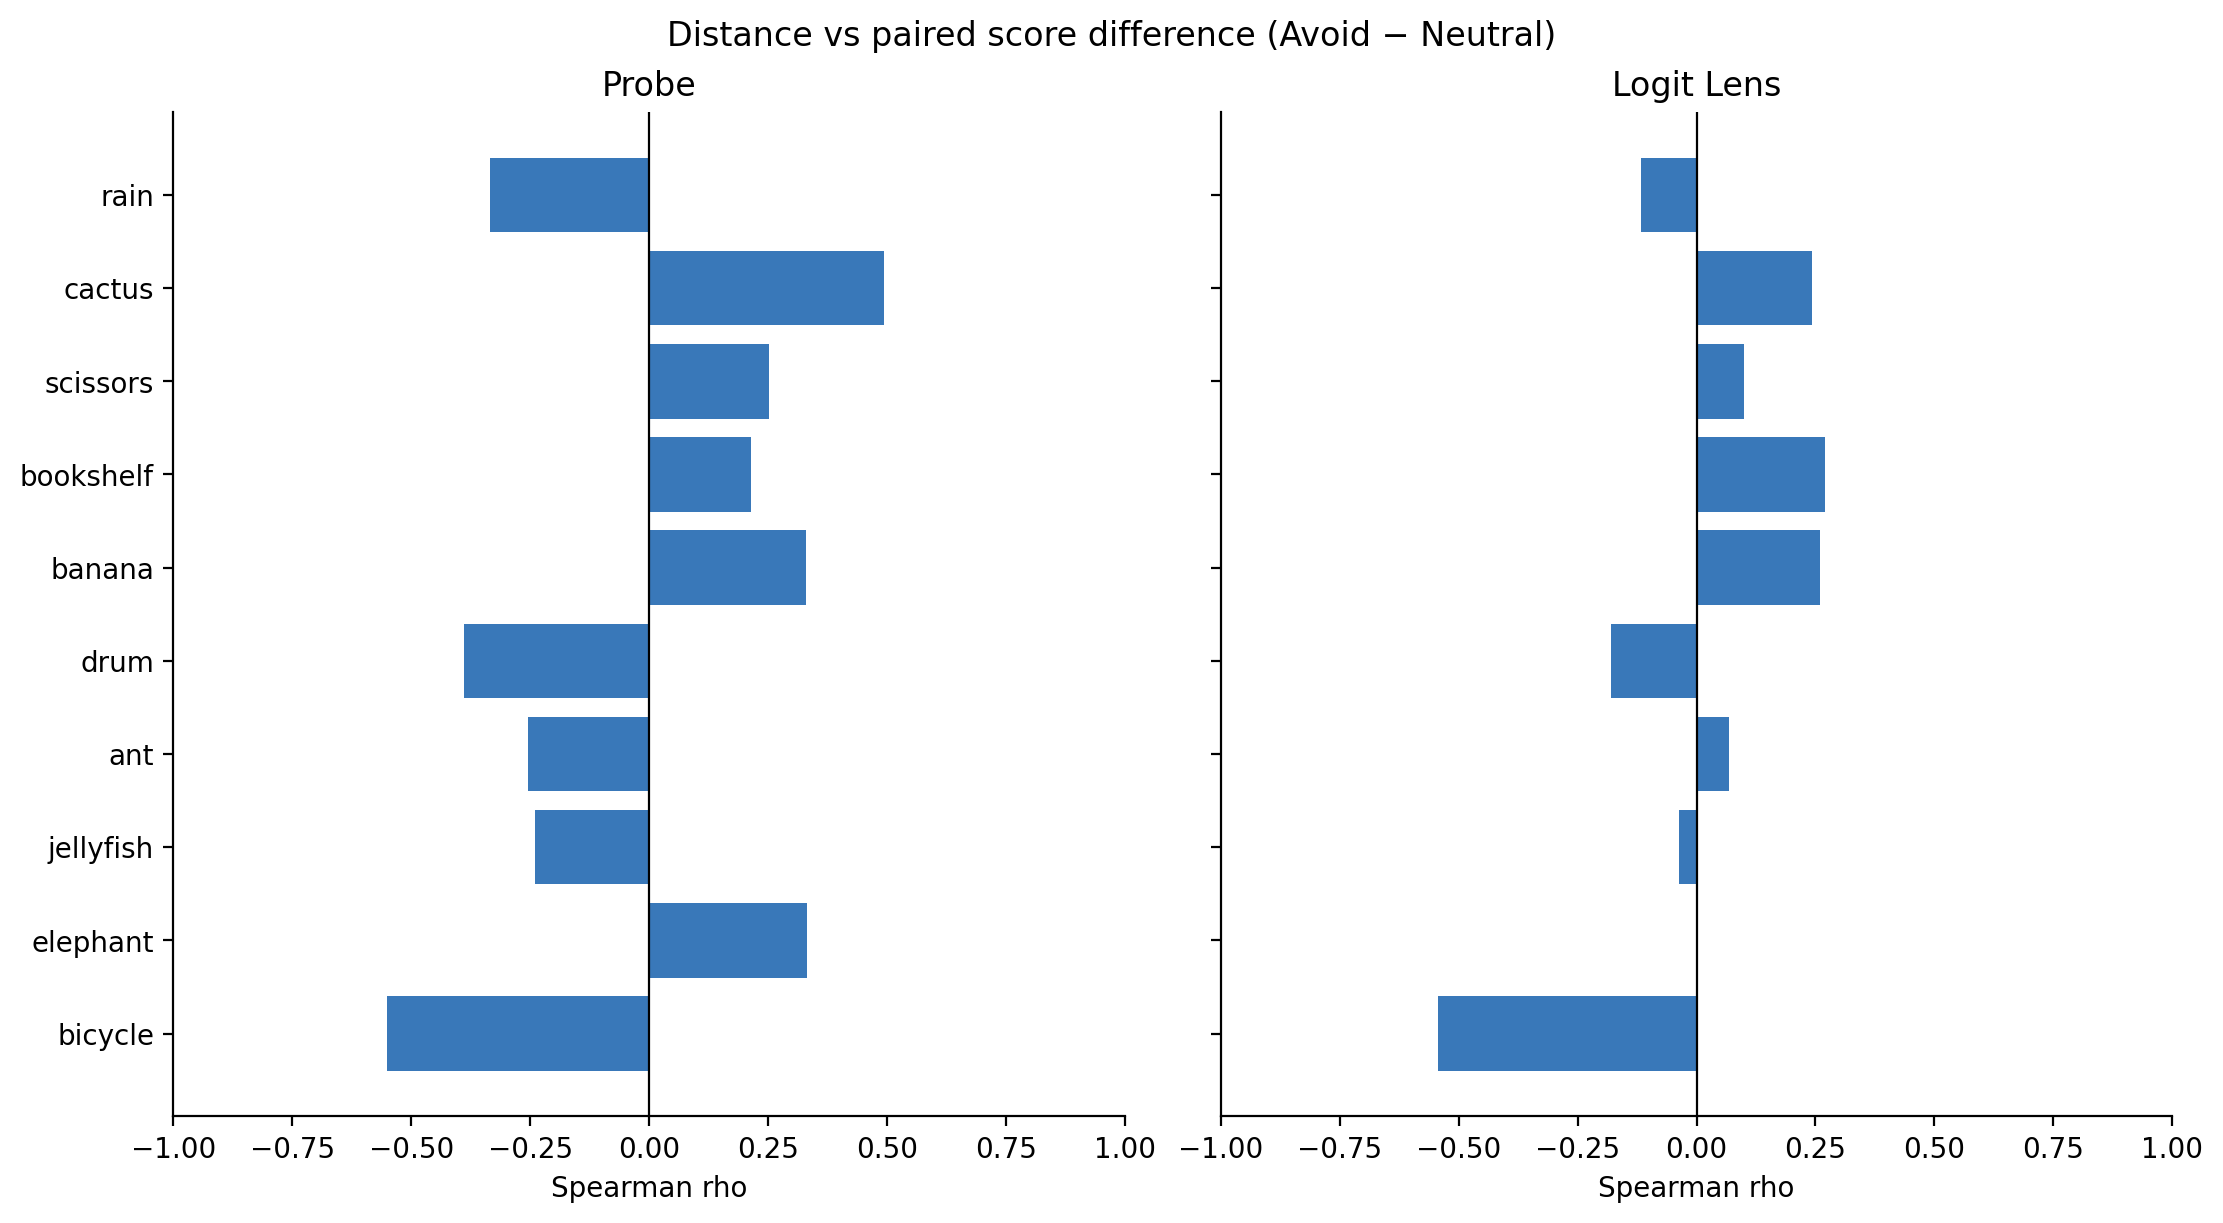 Distance vs paired score difference (Avoid − Neutral)
Probe
Logit Lens
rain
cactus
scissors
bookshelf
banana
drum
ant
jellyfish
elephant
bicycle
−1.00 −0.75 −0.50 −0.25 0.00 0.25 0.50 0.75 1.00
−1.00 −0.75 −0.50 −0.25 0.00 0.25 0.50 0.75 1.00
Spearman rho
Spearman rho